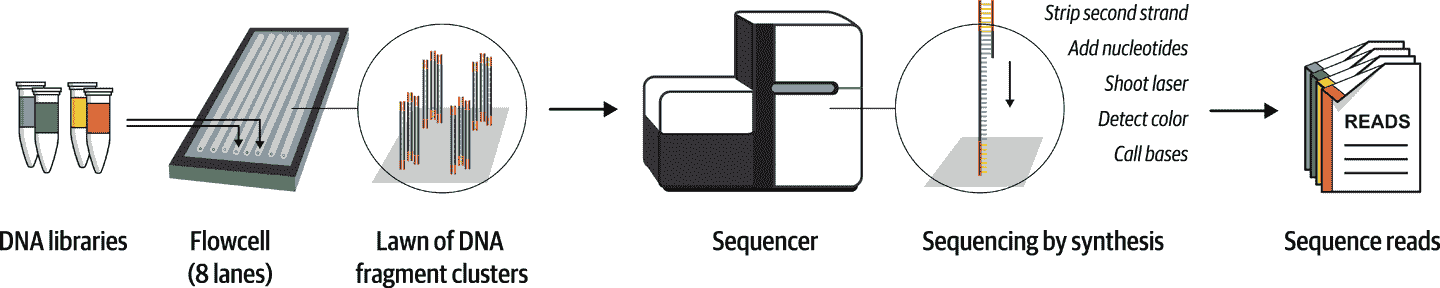 Strip second strand
Add nucleotides
Shoot laser
Detect color
Call bases
READS
DNA libraries
Flowcell
(8 lanes)
Lawn of DNA
fragment clusters
Sequencer
Sequencing by synthesis
Sequence reads